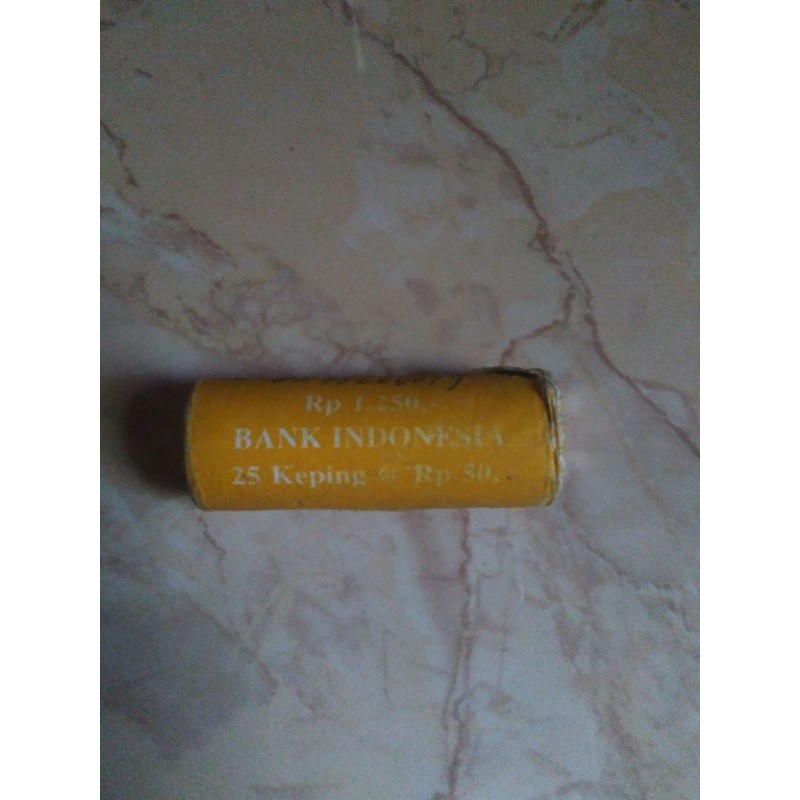 Rp 1.250,-
BANK INDONESIA
25 Keping @ Rp 50,